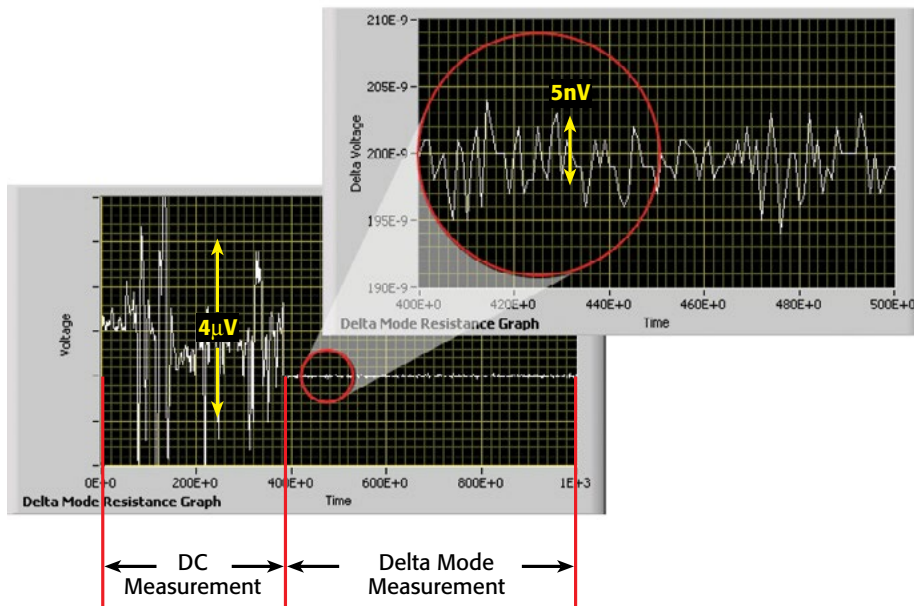 210E-9
205E-9
200E-9
195E-9
190E-9
Delta Voltage
5nV
400E+0
420E+0
440E+0
460E+0
480E+0
500E+0
Delta Mode Resistance Graph
Time
Voltage
4µV
0E+0
200E+0
400E+0
600E+0
800E+0
1E+3
Delta Mode Resistance Graph
Time
DC
Measurement
Delta Mode
Measurement